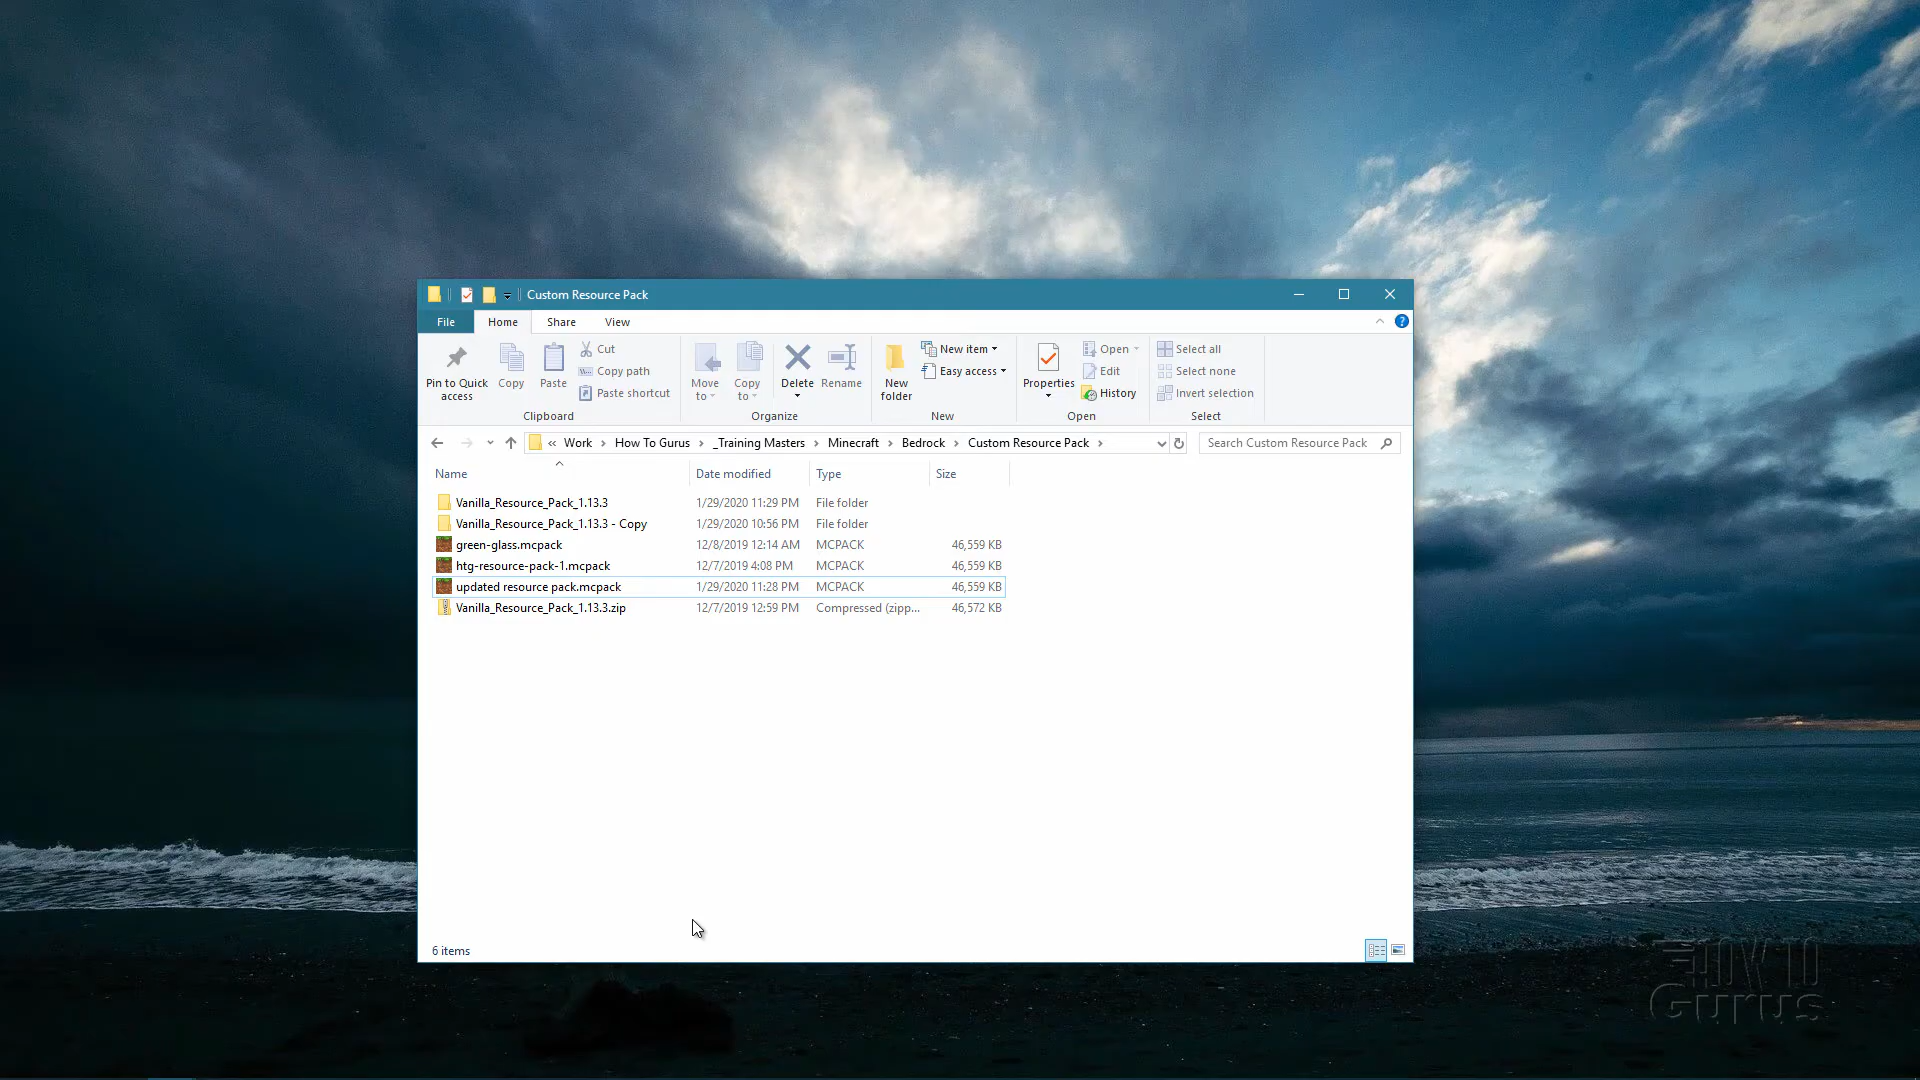 Custom Resource Pack
File Home Share View
Pin to Quick access
Copy
Paste
Cut
Copy path
Paste shortcut
Clipboard
Move to
Copy to
Delete
Rename
Organize
New folder
New item
Easy access
New
Properties
Open
Edit
History
Open
Select all
Select none
Invert selection
Select
« Work › How To Gurus › _Training Masters › Minecraft › Bedrock › Custom Resource Pack ›
Search Custom Resource Pack
Name Date modified Type Size
Vanilla_Resource_Pack_1.13.3 1/29/2020 11:29 PM File folder
Vanilla_Resource_Pack_1.13.3 - Copy 1/29/2020 10:56 PM File folder
green-glass.mcpack 12/8/2019 12:14 AM MCPACK 46,559 KB
htg-resource-pack-1.mcpack 12/7/2019 4:08 PM MCPACK 46,559 KB
updated resource pack.mcpack 1/29/2020 11:28 PM MCPACK 46,559 KB
Vanilla_Resource_Pack_1.13.3.zip 12/7/2019 12:59 PM Compressed (zipp... 46,572 KB
6 items
HOW TO
GURUS